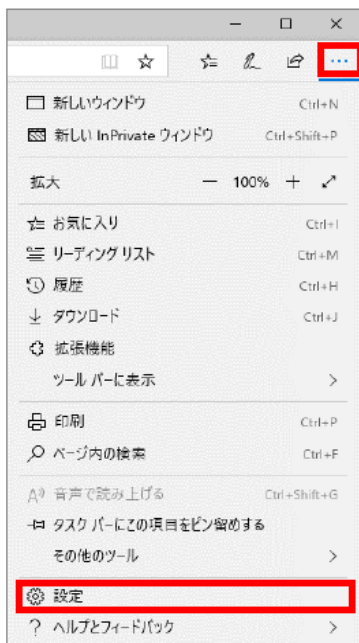 新しいウィンドウ Ctrl+N
新しい InPrivate ウィンドウ Ctrl+Shift+P
拡大 — 100% +
お気に入り Ctrl+I
リーディング リスト Ctrl+M
履歴 Ctrl+H
ダウンロード Ctrl+J
拡張機能
ツール バーに表示
印刷 Ctrl+P
ページ内の検索 Ctrl+F
音声で読み上げる Ctrl+Shift+G
タスク バーにこの項目をピン留めする
その他のツール
設定
ヘルプとフィードバック